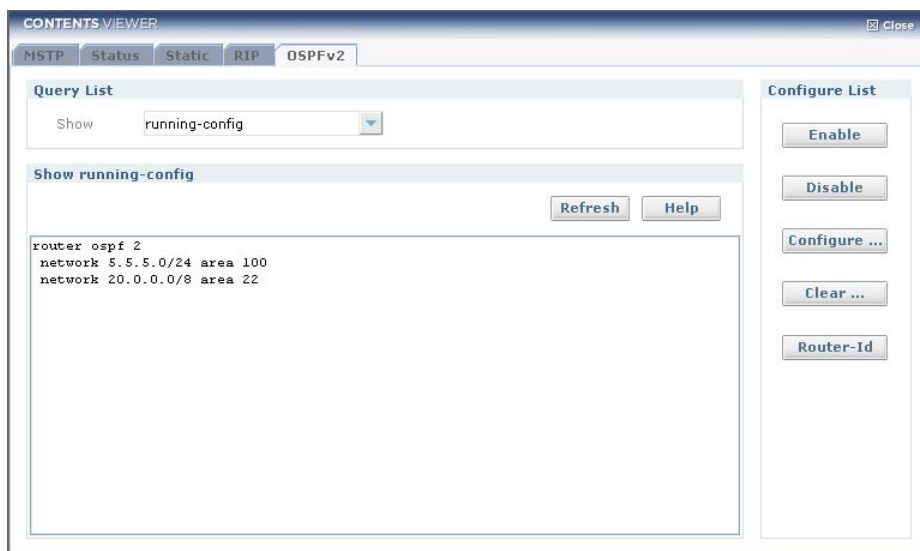 CONTENTS VIEWER
Close
MSTP Status Static RIP OSPFv2
Query List
Show running-config
Show running-config
Refresh Help
router ospf 2
network 5.5.5.0/24 area 100
network 20.0.0.0/8 area 22
Configure List
Enable
Disable
Configure ...
Clear ...
Router-Id